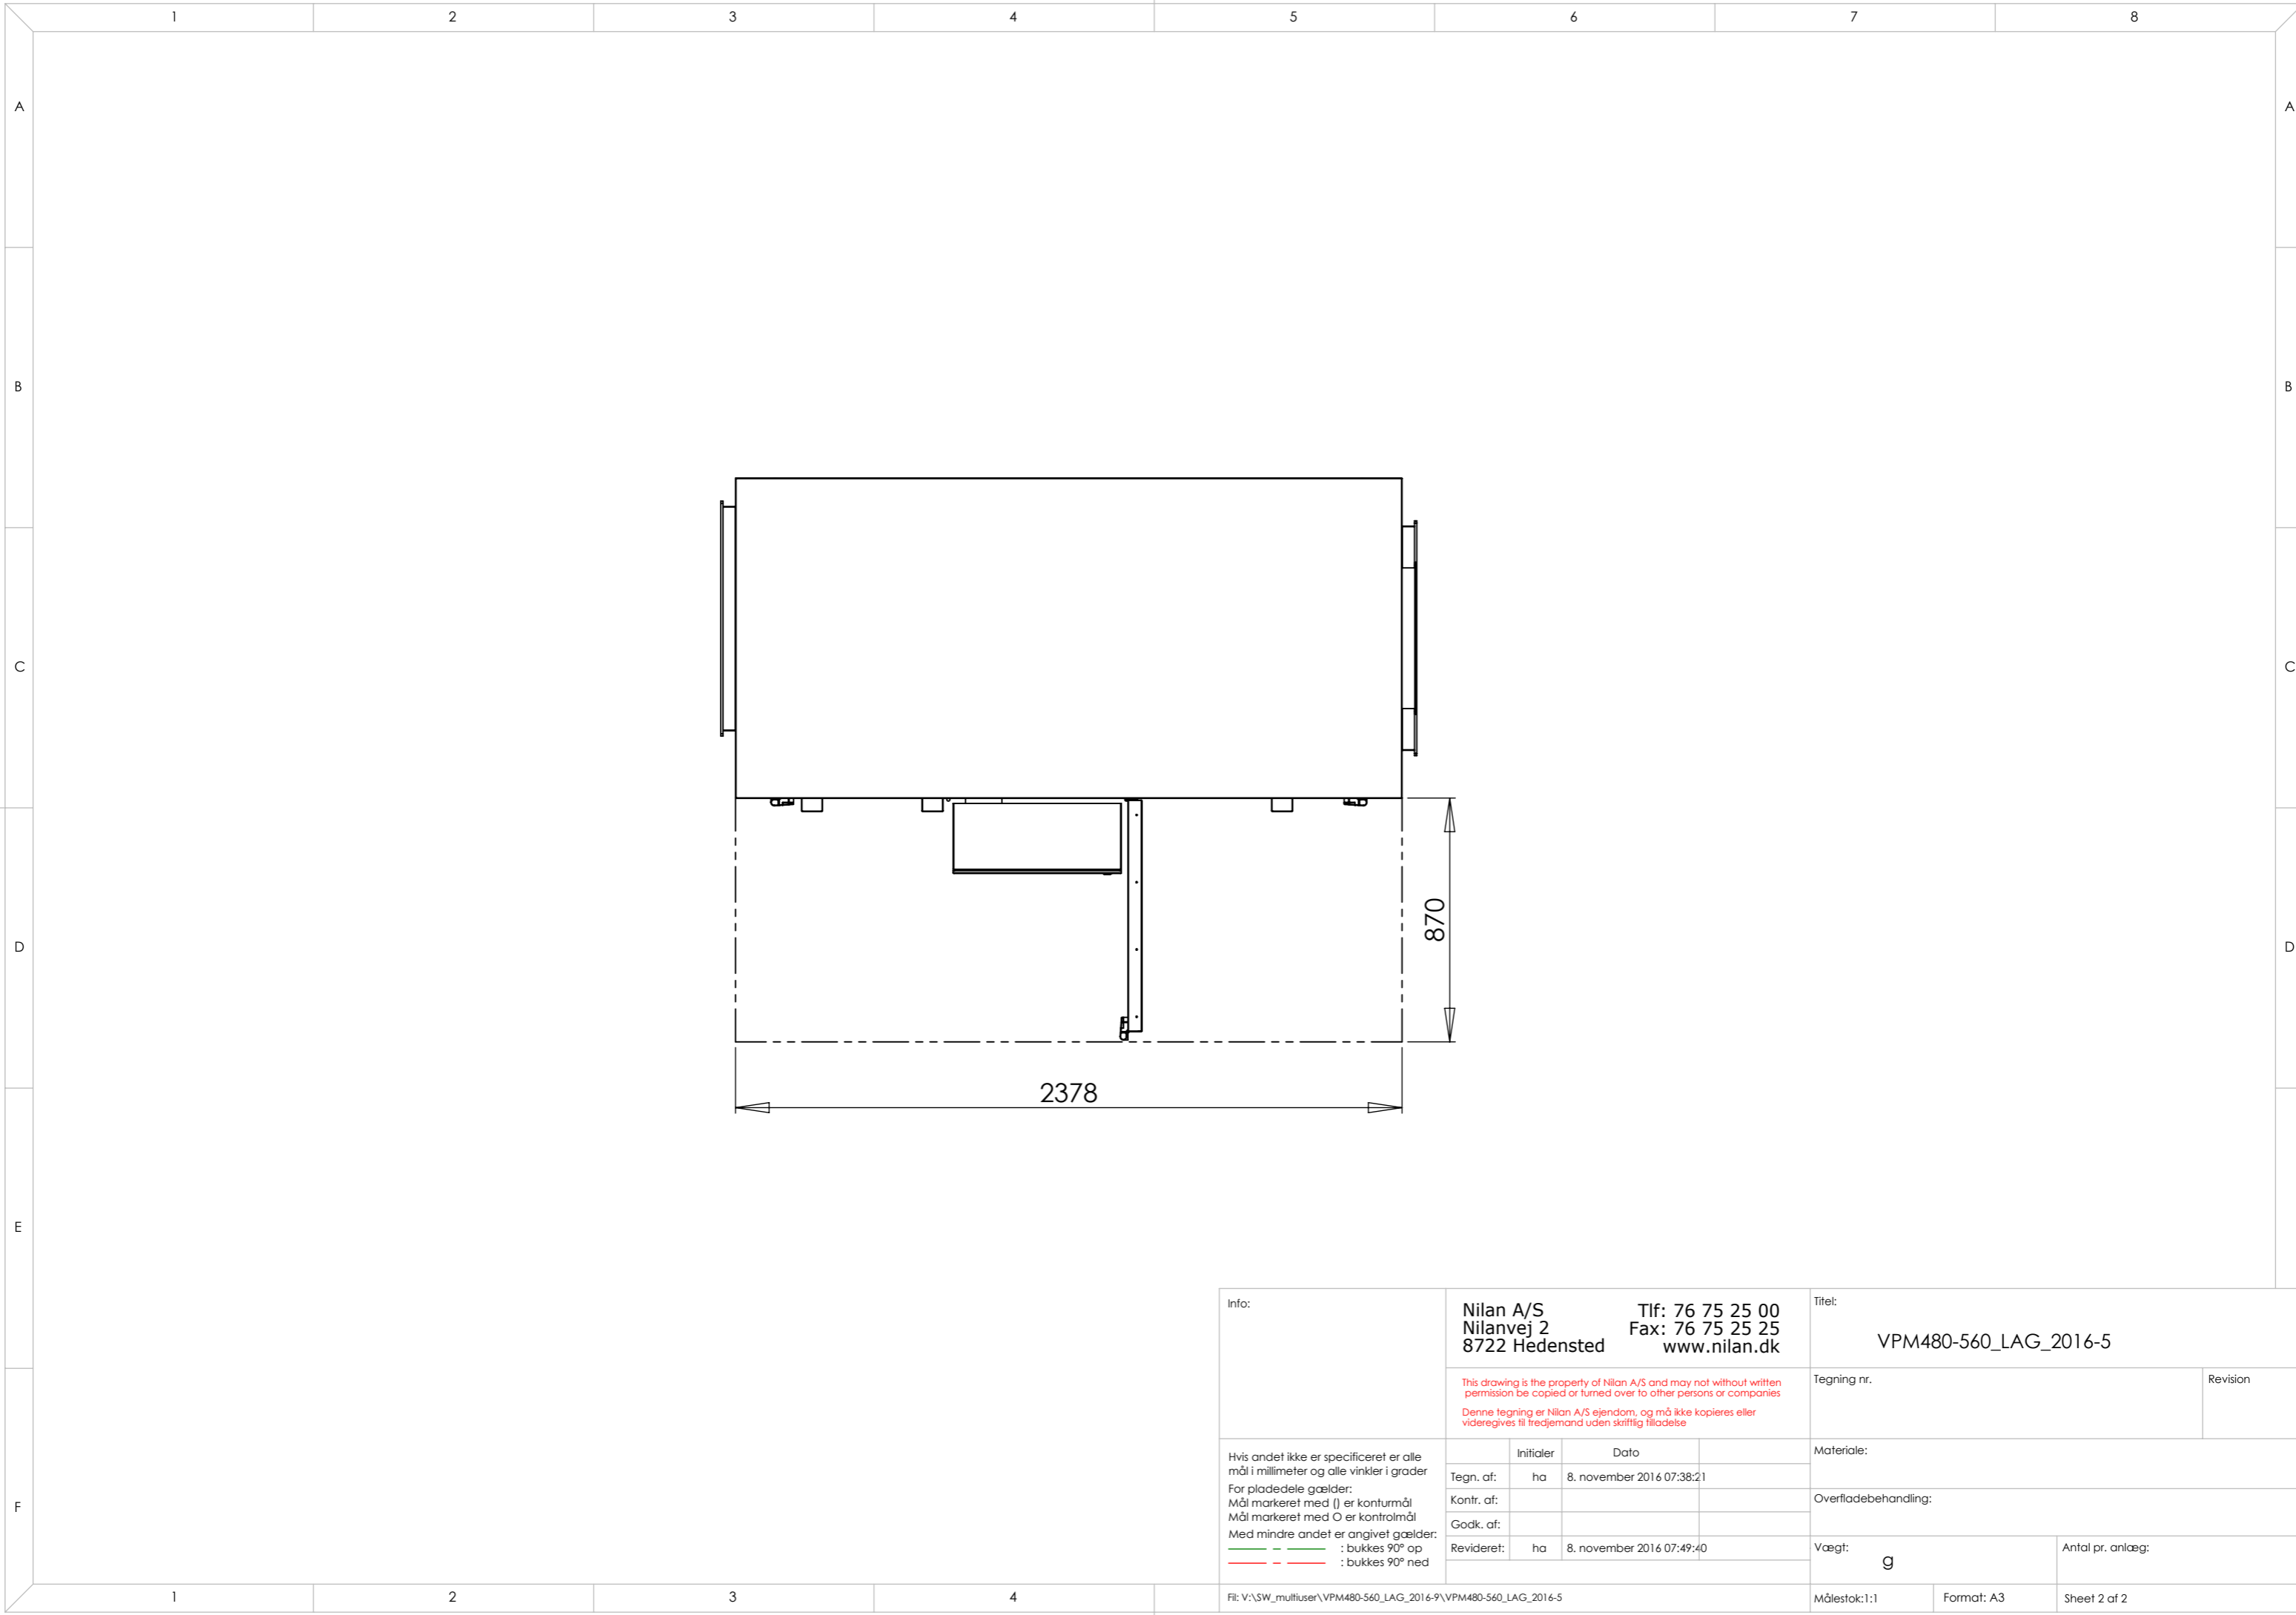 1 2 3 4 5 6 7 8
A A
B B
C C
D D
E
F
870
2378
Info:
Nilan A/S Tlf: 76 75 25 00
Nilanvej 2 Fax: 76 75 25 25
8722 Hedensted www.nilan.dk
Titel:
VPM480-560_LAG_2016-5
This drawing is the property of Nilan A/S and may not without written
permission be copied or turned over to other persons or companies
Denne tegning er Nilan A/S ejendom, og må ikke kopieres eller
videregives til tredjemand uden skriftlig tilladelse
Tegning nr. Revision
Hvis andet ikke er specificeret er alle
mål i millimeter og alle vinkler i grader
For pladedele gælder:
Mål markeret med () er konturmål
Mål markeret med O er kontrolmål
Med mindre andet er angivet gælder:
: bukkes 90° op
: bukkes 90° ned
Initialer Dato
Tegn. af: ha 8. november 2016 07:38:21
Kontr. af:
Godk. af:
Revideret: ha 8. november 2016 07:49:40
Materiale:
Overfladebehandling:
Vægt: g
Antal pr. anlæg:
Fil: V:\SW_multiuser\VPM480-560_LAG_2016-9\VPM480-560_LAG_2016-5
Målestok:1:1 Format: A3 Sheet 2 af 2
1 2 3 4